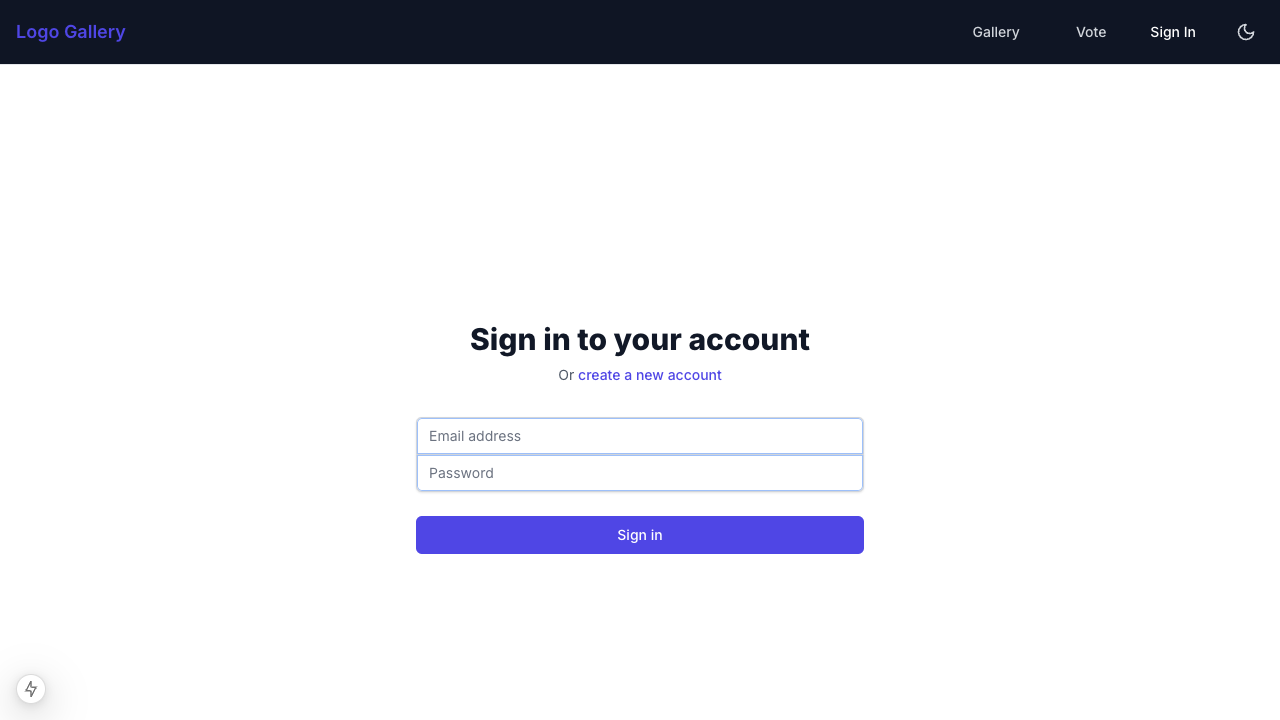 Logo Gallery
Gallery
Vote
Sign In
Sign in to your account
Or create a new account
Email address
Password
Sign in